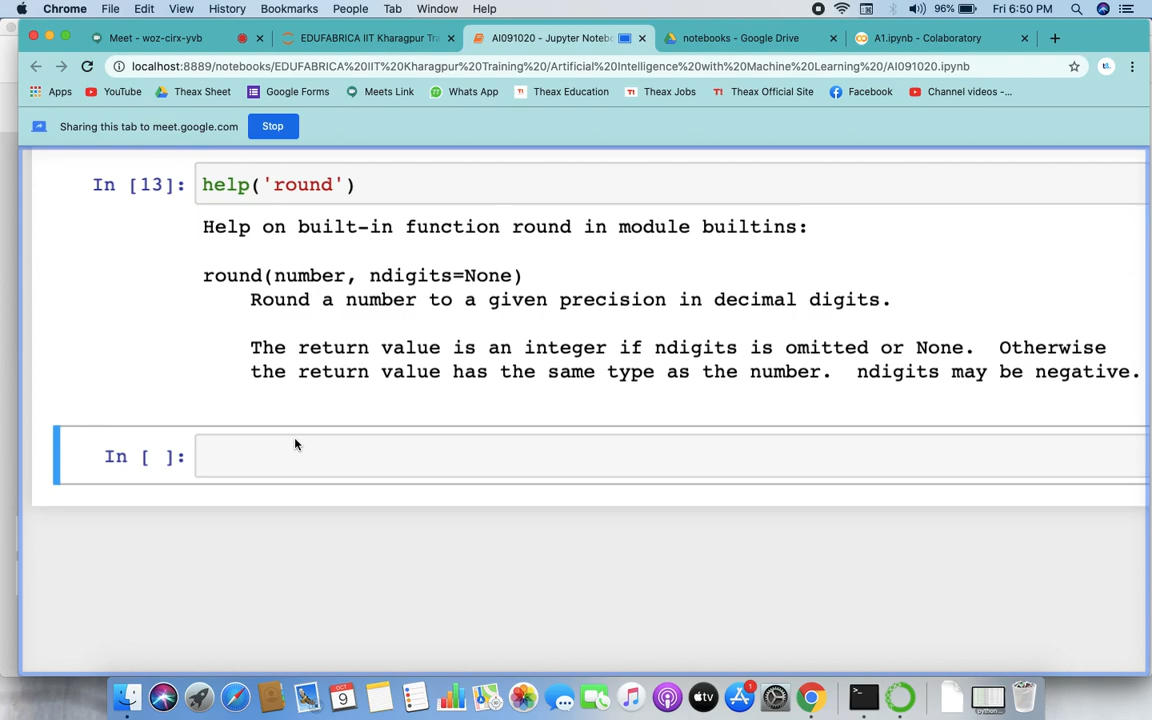 Chrome File Edit View History Bookmarks People Tab Window Help 96% Fri 6:50 PM
Meet - woz-cirx-yvb EDUFABRICA IIT Kharagpur Tra AI091020 - Jupyter Noteb notebooks - Google Drive A1.ipynb - Colaboratory
localhost:8889/notebooks/EDUFABRICA%20IIT%20Kharagpur%20Training%20/Artificial%20Intelligence%20with%20Machine%20Learning%20/AI091020.ipynb
Apps YouTube Theax Sheet Google Forms Meets Link Whats App Theax Education Theax Jobs Theax Official Site Facebook Channel videos -...
Sharing this tab to meet.google.com Stop
In [13]: help('round')
Help on built-in function round in module builtins:
round(number, ndigits=None)
Round a number to a given precision in decimal digits.
The return value is an integer if ndigits is omitted or None. Otherwise
the return value has the same type as the number. ndigits may be negative.
In [ ]: